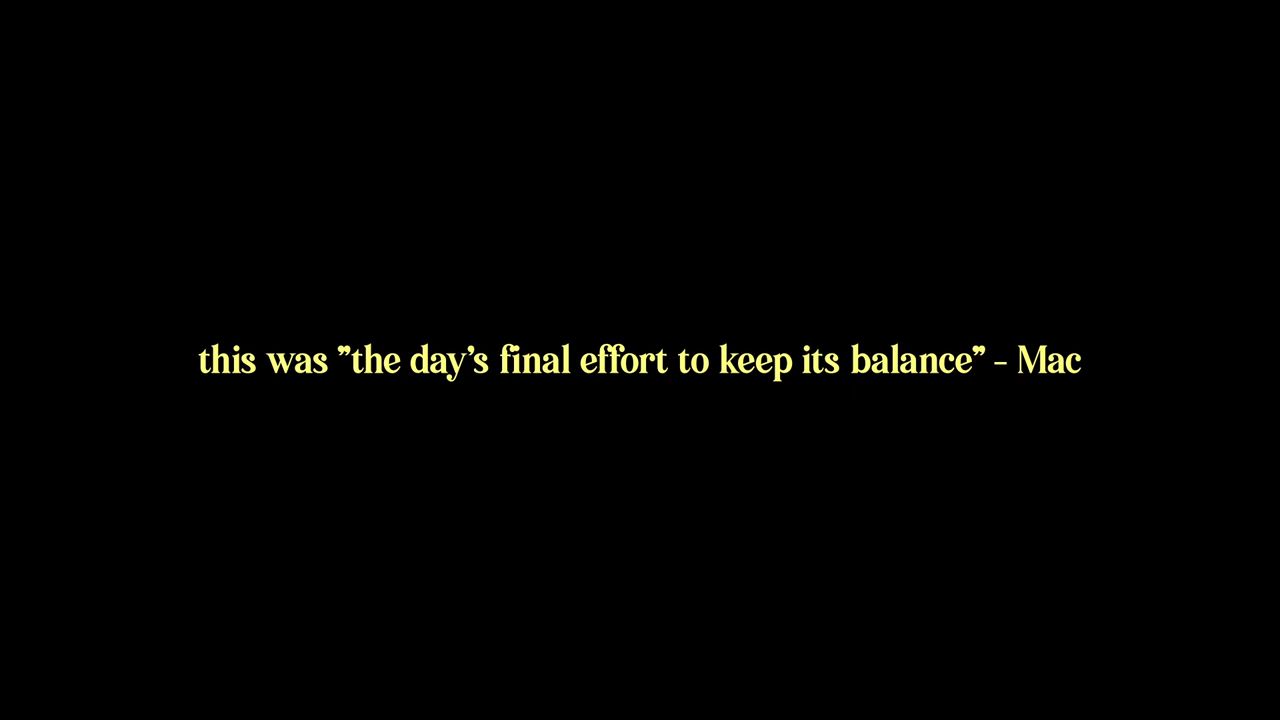 this was ”the day’s final effort to keep its balance” - Mac